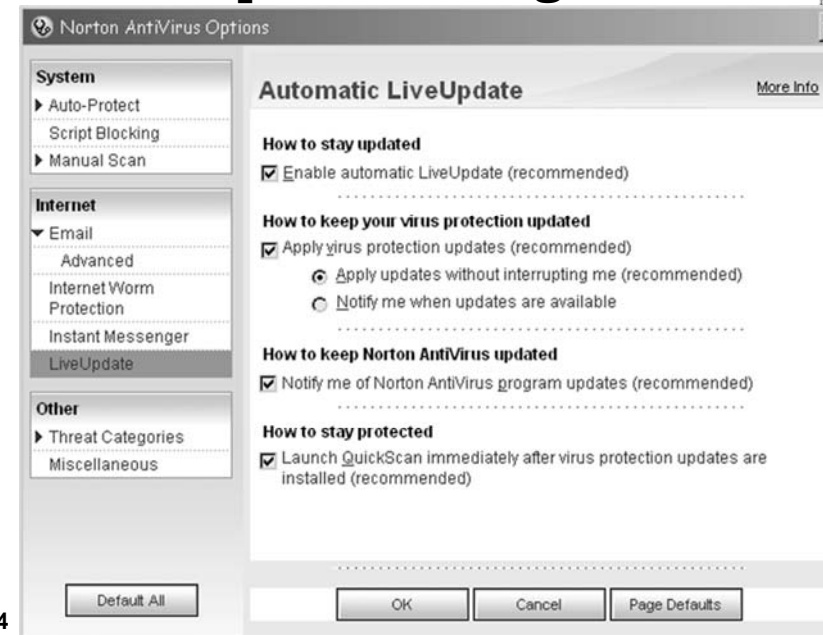 Norton AntiVirus Options
System
Auto-Protect
Script Blocking
Manual Scan
Internet
Email
Advanced
Internet Worm
Protection
Instant Messenger
LiveUpdate
Other
Threat Categories
Miscellaneous
Default All
Automatic LiveUpdate
More Info
How to stay updated
Enable automatic LiveUpdate (recommended)
How to keep your virus protection updated
Apply virus protection updates (recommended)
Apply updates without interrupting me (recommended)
Notify me when updates are available
How to keep Norton AntiVirus updated
Notify me of Norton AntiVirus program updates (recommended)
How to stay protected
Launch QuickScan immediately after virus protection updates are
installed (recommended)
OK
Cancel
Page Defaults
4